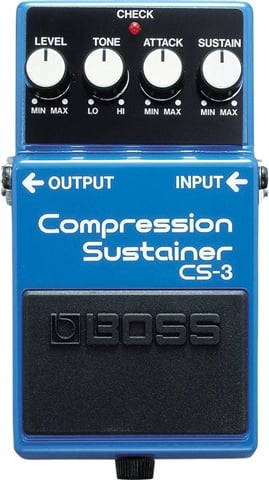 CHECK
LEVEL TONE ATTACK SUSTAIN
MIN MAX LO HI MIN MAX MIN MAX
←OUTPUT INPUT←
Compression
Sustainer
CS-3
BOSS